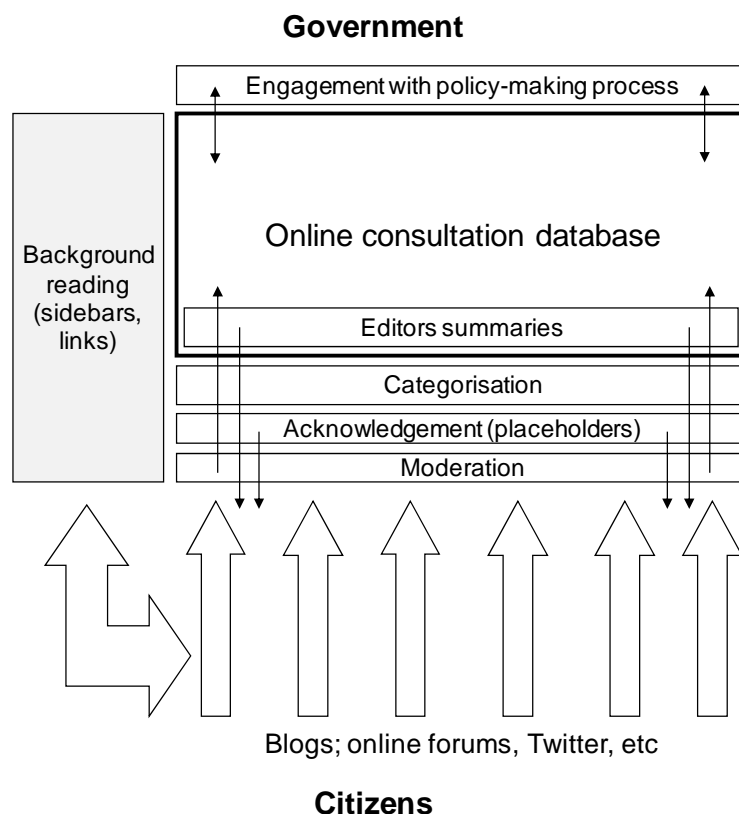 Government
Engagement with policy-making process
Online consultation database
Background
reading
(sidebars,
links)
Editors summaries
Categorisation
Acknowledgement (placeholders)
Moderation
Blogs; online forums, Twitter, etc
Citizens